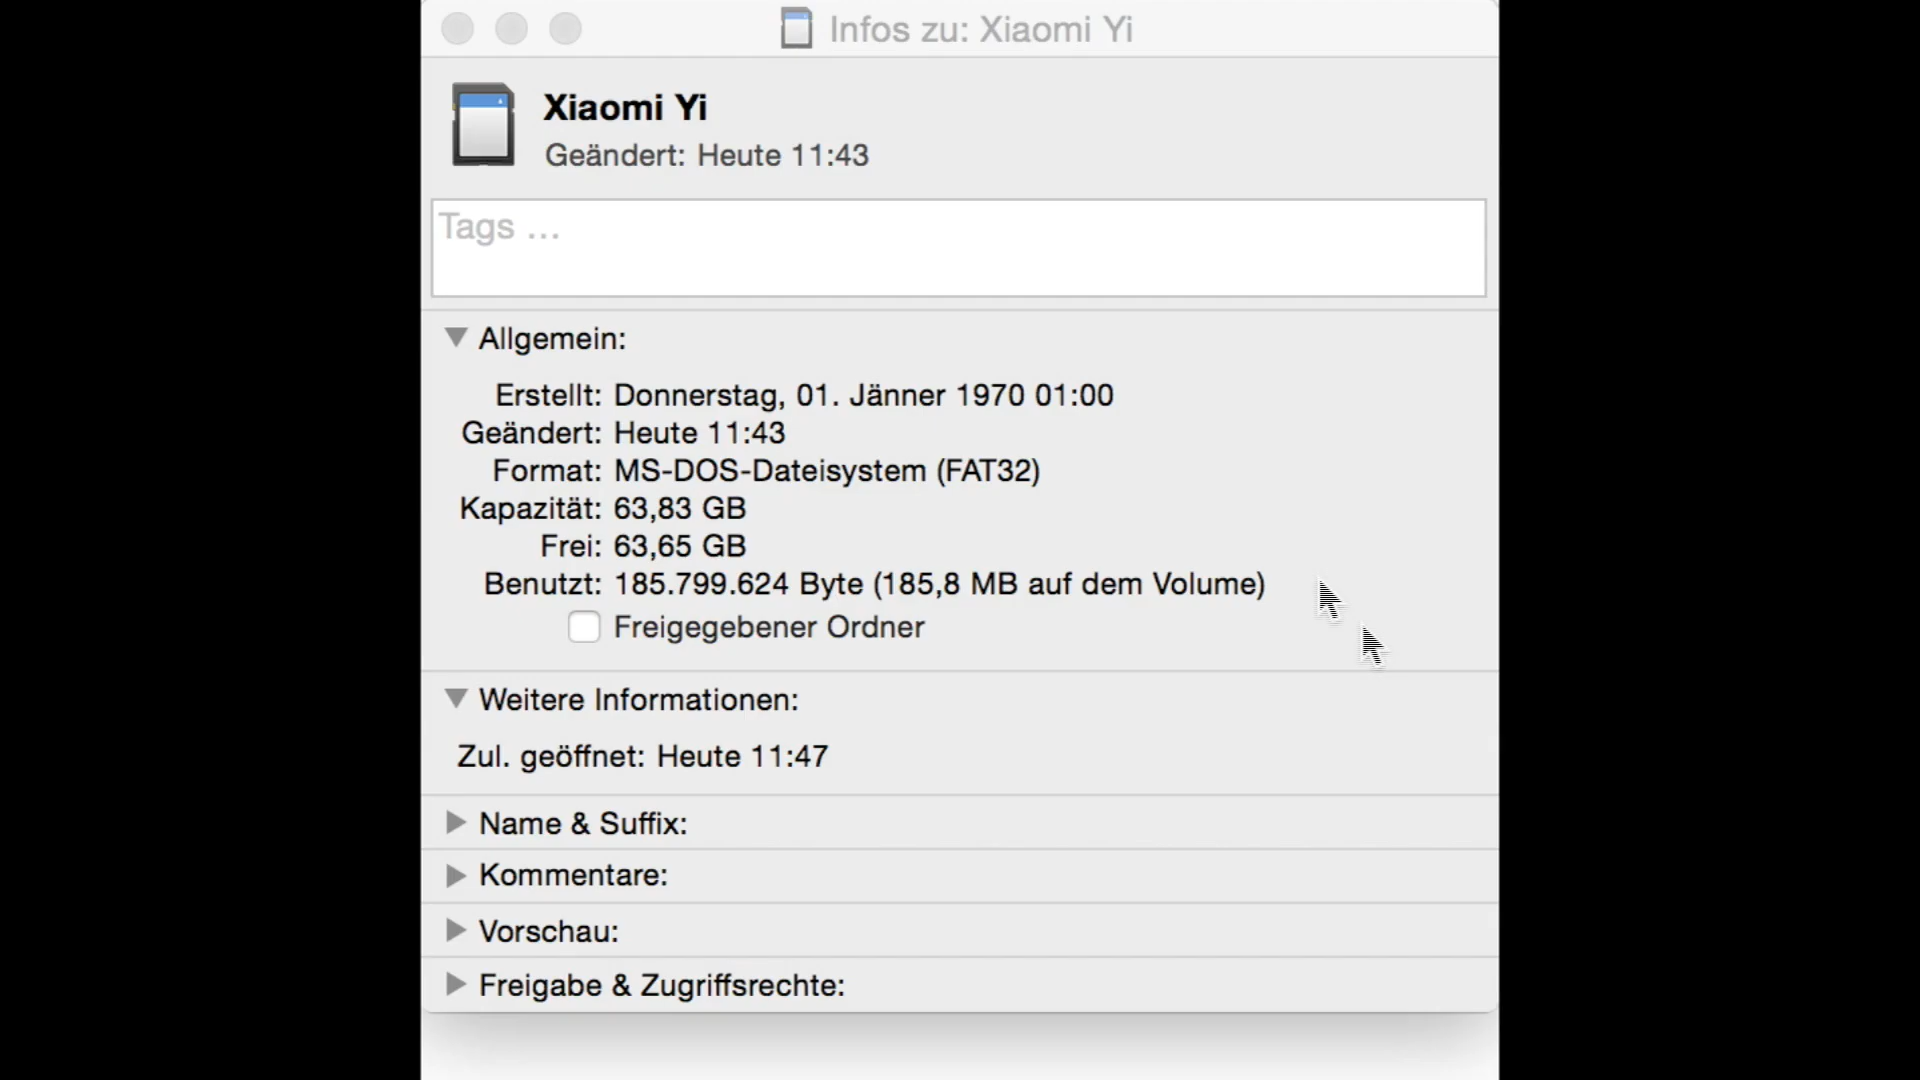 Infos zu: Xiaomi Yi
Xiaomi Yi
Geändert: Heute 11:43
Tags ...
Allgemein:
Erstellt: Donnerstag, 01. Jänner 1970 01:00
Geändert: Heute 11:43
Format: MS-DOS-Dateisystem (FAT32)
Kapazität: 63,83 GB
Frei: 63,65 GB
Benutzt: 185.799.624 Byte (185,8 MB auf dem Volume)
Freigegebener Ordner
Weitere Informationen:
Zul. geöffnet: Heute 11:47
Name & Suffix:
Kommentare:
Vorschau:
Freigabe & Zugriffsrechte: